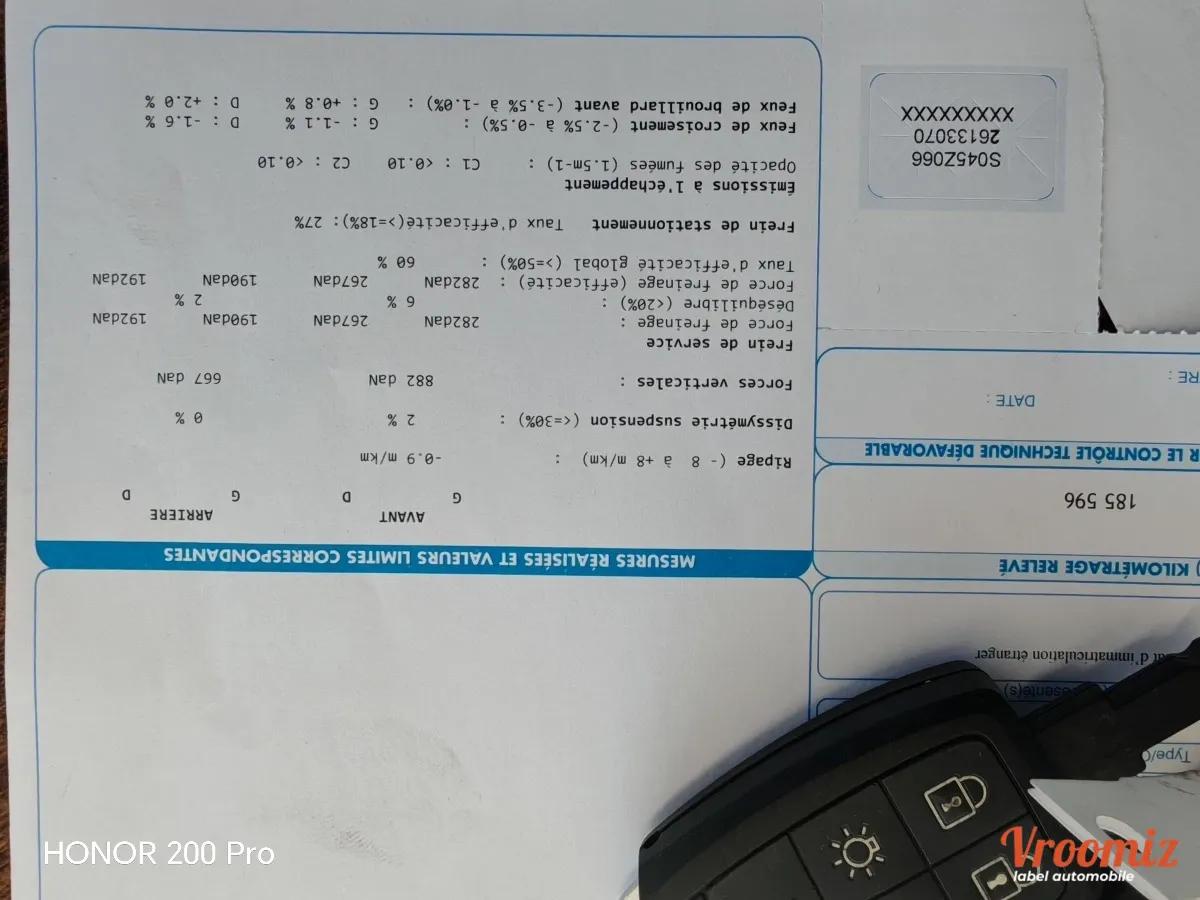 Type/
d'immatriculation étranger
KILOMÉTRAGE RELEVÉ
185 596
LE CONTRÔLE TECHNIQUE DÉFAVORABLE
DATE :
S045Z066
26133070
XXXXXXXXXX
MESURES RÉALISÉES ET VALEURS LIMITES CORRESPONDANTES
AVANT ARRIERE
G D G D
Ripage (- 8 à +8 m/km) : -0.9 m/km
Dissymétrie suspension (<=30%) : 2 % 0 %
Forces verticales : 882 daN 667 daN
Frein de service
Force de freinage : 282daN 267daN 190daN 192daN
Déséquilibre (<20%) : 6 % 2 %
Force de freinage (efficacité) : 282daN 267daN 190daN 192daN
Taux d'efficacité global (>=50%) : 60 %
Frein de stationnement Taux d'efficacité(>=18%): 27%
Émissions à l'échappement
Opacité des fumées (1.5m-1) : C1 : <0.10 C2 : <0.10
Feux de croisement (-2.5% à -0.5%) : G : -1.1 % D : -1.6 %
Feux de brouillard avant (-3.5% à -1.0%) : G : +0.8 % D : +2.0 %
HONOR 200 Pro
Vroomiz
label automobile